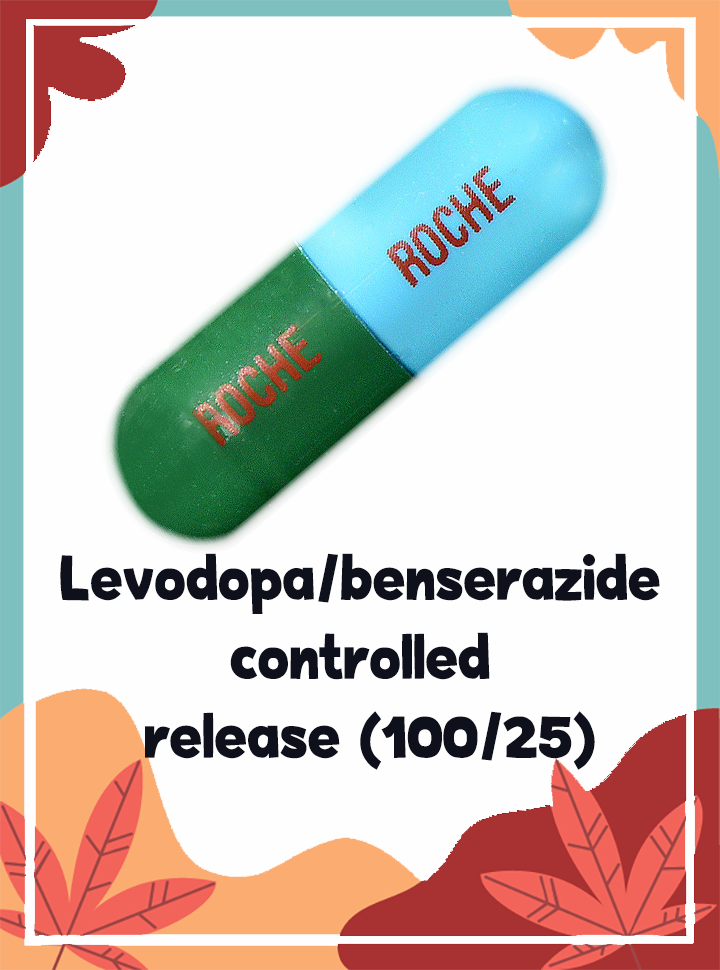 ROCHE
ROCHE
Levodopa/benserazide
controlled
release (100/25)